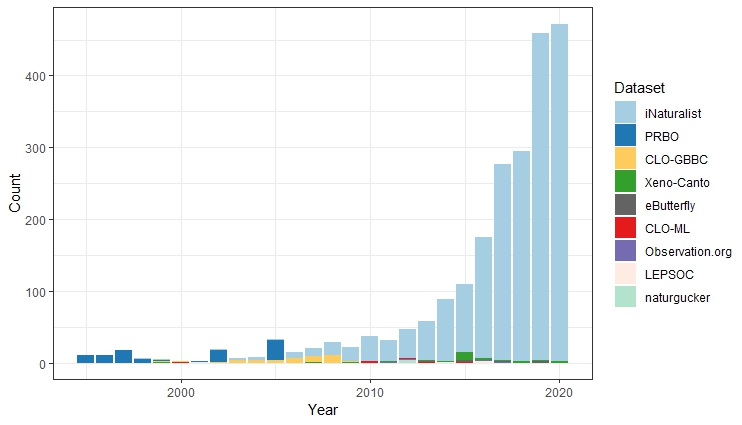 400
300
200
100
0
Count
2000
2010
2020
Year
Dataset
iNaturalist
PRBO
CLO-GBBC
Xeno-Canto
eButterfly
CLO-ML
Observation.org
LEPSOC
naturgucker